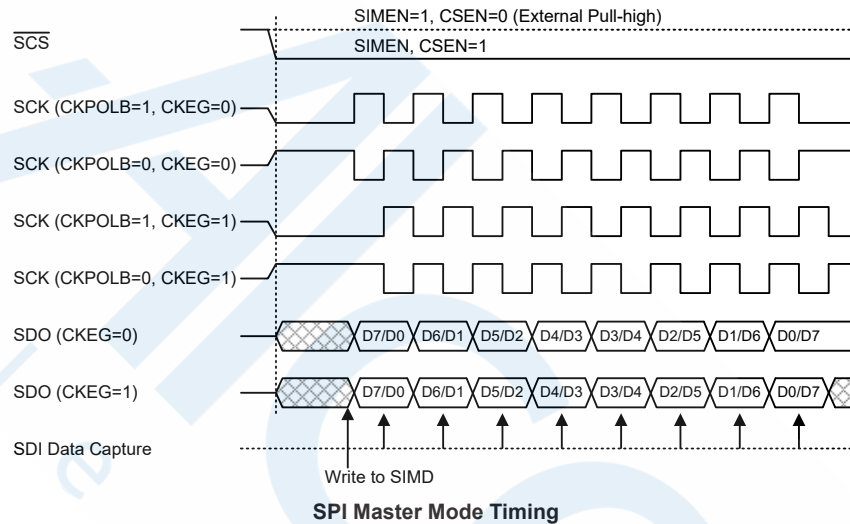 SIMEN=1, CSEN=0 (External Pull-high)
SCS
SIMEN, CSEN=1
SCK (CKPOLB=1, CKEG=0)
SCK (CKPOLB=0, CKEG=0)
SCK (CKPOLB=1, CKEG=1)
SCK (CKPOLB=0, CKEG=1)
SDO (CKEG=0) D7/D0 D6/D1 D5/D2 D4/D3 D3/D4 D2/D5 D1/D6 D0/D7
SDO (CKEG=1) D7/D0 D6/D1 D5/D2 D4/D3 D3/D4 D2/D5 D1/D6 D0/D7
SDI Data Capture
Write to SIMD
SPI Master Mode Timing